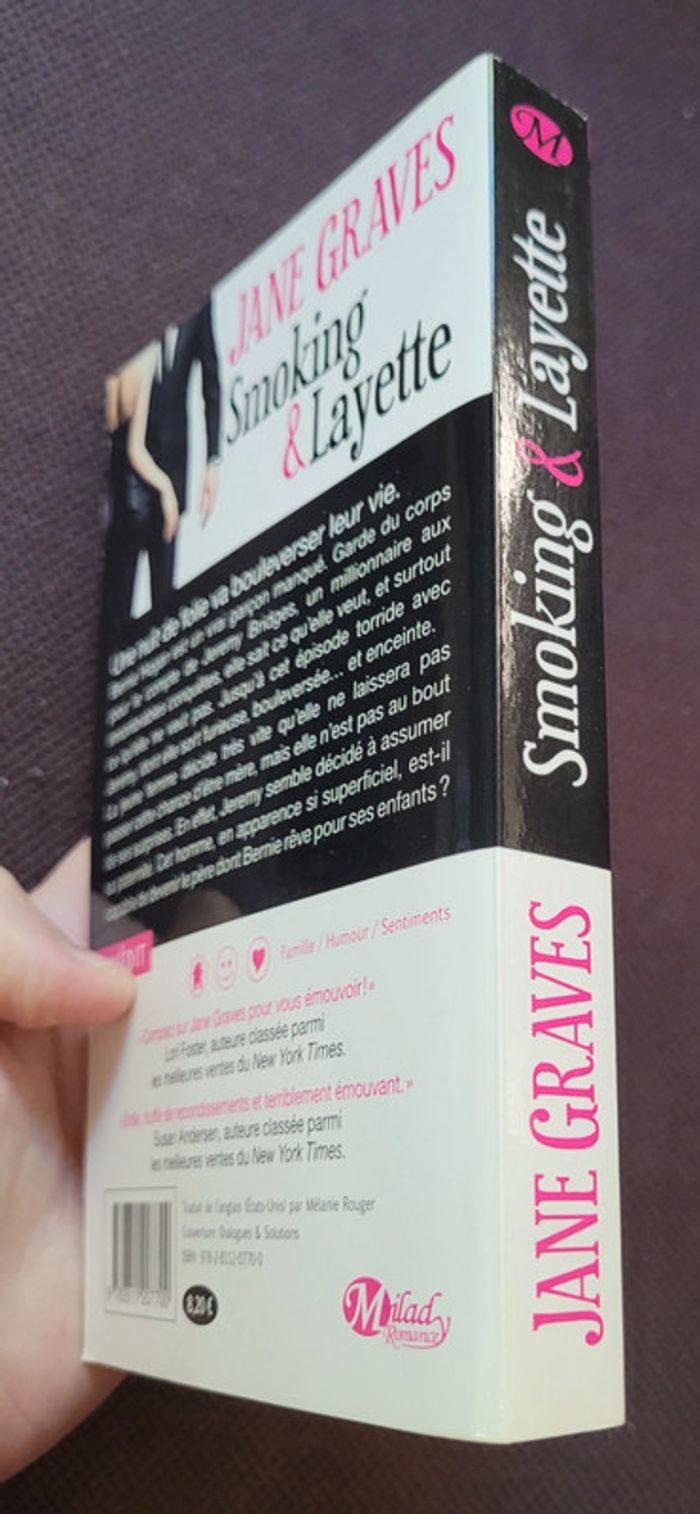 JANE GRAVES
Smoking
& Layette
Une nuit de folie va bouleverser leur vie.
Bernie Hogan est un vrai garçon manqué. Garde du corps
pour le compte de Jeremy Bridges, un millionnaire aux
innombrables conquêtes, elle sait ce qu'elle veut, et surtout
ce qu'elle ne veut pas. Jusqu'à cet épisode torride avec
Jeremy, dont elle sort furieuse, bouleversée... et enceinte.
La jeune femme décide très vite qu'elle ne laissera pas
passer cette chance d'être mère, mais elle n'est pas au bout
de ses surprises. En effet, Jeremy semble décidé à assumer
sa paternité. Cet homme, en apparence si superficiel, est-il
capable de devenir le père dont Bernie rêve pour ses enfants ?
Famille / Humour / Sentiments
«Comptez sur Jane Graves pour vous émouvoir!»
Lori Foster, auteure classée parmi
les meilleures ventes du New York Times.
truffé de rebondissements et terriblement émouvant.»
Susan Andersen, auteure classée parmi
les meilleures ventes du New York Times.
Traduit de l'anglais (États-Unis) par Mélanie Rouger
Couverture: Dialogues & Solutions
ISBN: 978-2-8112-0770-0
8,20 €
Milady
Romance
M
Smoking & Layette
JANE GRAVES